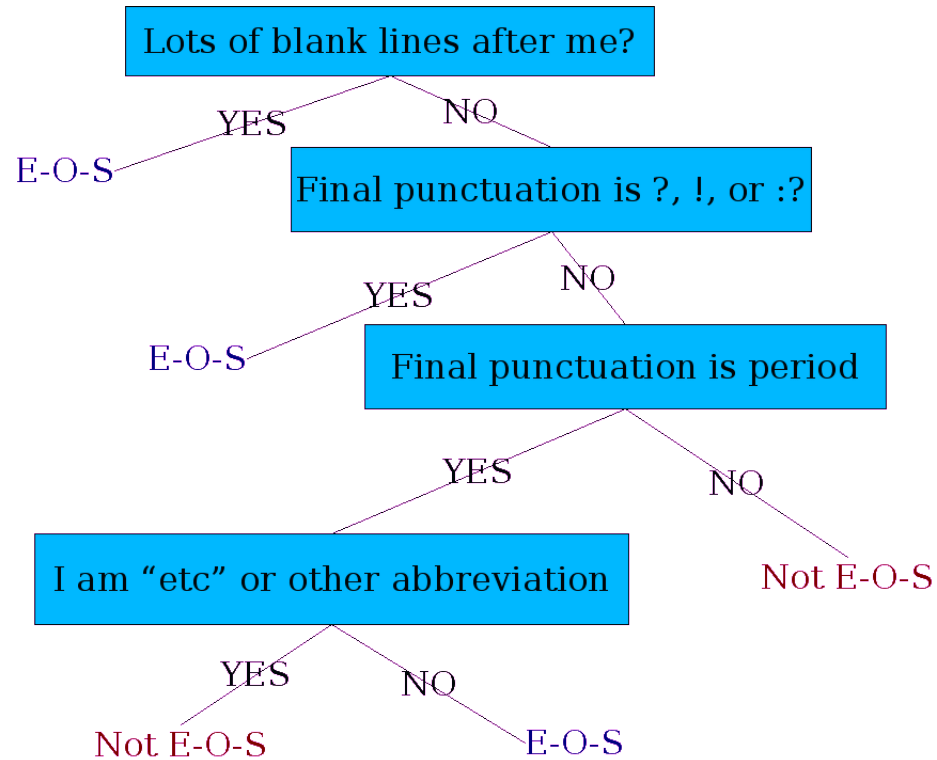 Lots of blank lines after me?
YES
NO
E-O-S
Final punctuation is ?, !, or :?
YES
NO
E-O-S
Final punctuation is period
YES
NO
I am “etc” or other abbreviation
Not E-O-S
YES
NO
Not E-O-S
E-O-S